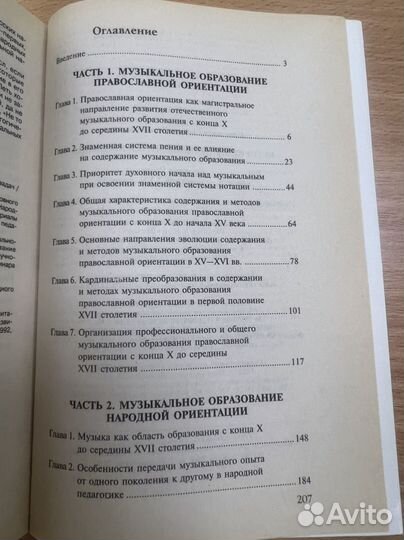 ских на-
родных
Оглавление
Введение 3
ЧАСТЬ 1. МУЗЫКАЛЬНОЕ ОБРАЗОВАНИЕ
ПРАВОСЛАВНОЙ ОРИЕНТАЦИИ
Глава 1. Православная ориентация как магистральное
направление развития отечественного
музыкального образования с конца X
до середины XVII столетия 6
Глава 2. Знаменная система пения и ее влияние
на содержание музыкального образования 23
Глава 3. Приоритет духовного начала над музыкальным
при освоении знаменной системы нотации 44
Глава 4. Общая характеристика содержания и методов
музыкального образования православной
ориентации с конца X до начала XV века 64
Глава 5. Основные направления эволюции содержания
и методов музыкального образования
православной ориентации в XV—XVI вв. 78
Глава 6. Кардинальные преобразования в содержании
и методах музыкального образования
православной ориентации в первой половине
XVII столетия 101
Глава 7. Организация профессионального и общего
музыкального образования православной
ориентации с конца X до середины
XVII столетия 117
ЧАСТЬ 2. МУЗЫКАЛЬНОЕ ОБРАЗОВАНИЕ
НАРОДНОЙ ОРИЕНТАЦИИ
Глава 1. Музыка как область образования с конца X
до середины XVII столетия 148
Глава 2. Особенности передачи музыкального опыта
от одного поколения к другому в народной
педагогике 184
207
Avito